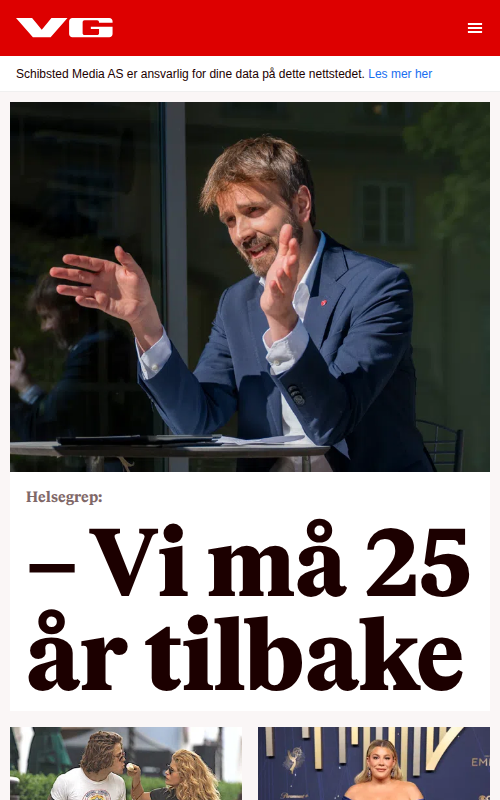 VG
Schibsted Media AS er ansvarlig for dine data på dette nettstedet. Les mer her
Helsegrep:
– Vi må 25
år tilbake
EMI